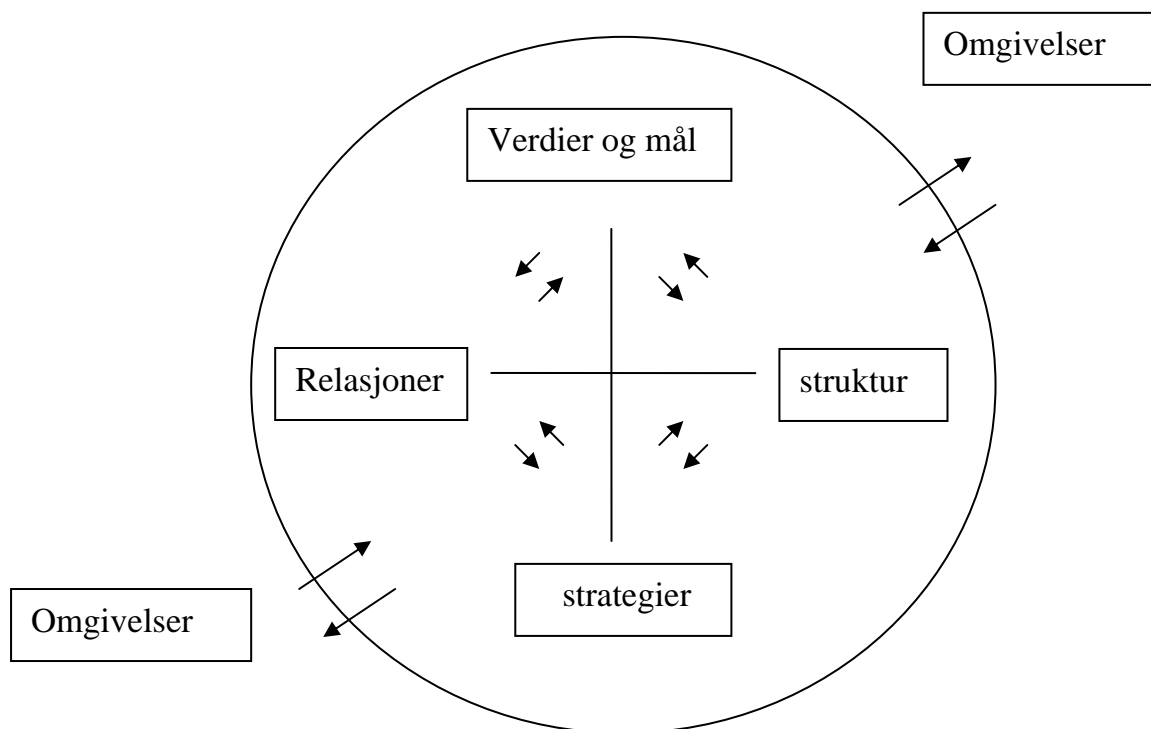 Omgivelser
Verdier og mål
Relasjoner
struktur
strategier
Omgivelser